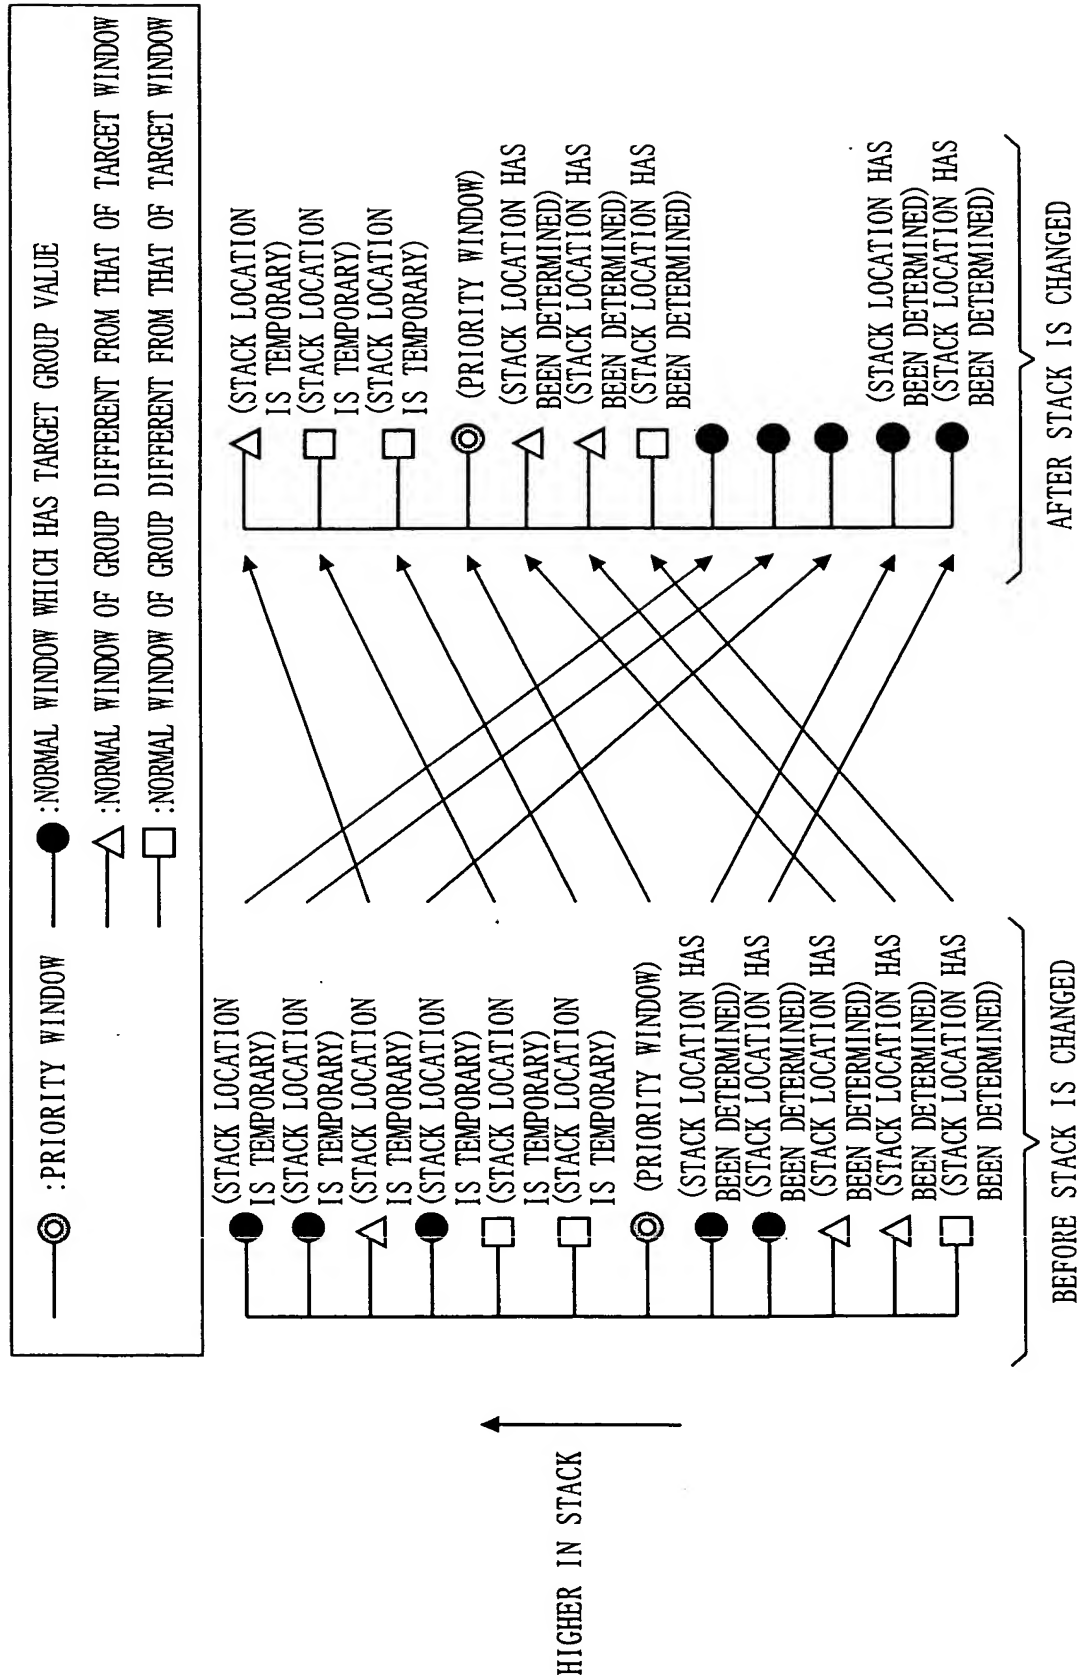 :PRIORITY WINDOW
:NORMAL WINDOW WHICH HAS TARGET GROUP VALUE
:NORMAL WINDOW OF GROUP DIFFERENT FROM THAT OF TARGET WINDOW
:NORMAL WINDOW OF GROUP DIFFERENT FROM THAT OF TARGET WINDOW
HIGHER IN STACK
(STACK LOCATION
IS TEMPORARY)
(STACK LOCATION
IS TEMPORARY)
(STACK LOCATION
IS TEMPORARY)
(STACK LOCATION
IS TEMPORARY)
(STACK LOCATION
IS TEMPORARY)
(STACK LOCATION
IS TEMPORARY)
(PRIORITY WINDOW)
(STACK LOCATION HAS
BEEN DETERMINED)
(STACK LOCATION HAS
BEEN DETERMINED)
(STACK LOCATION HAS
BEEN DETERMINED)
(STACK LOCATION HAS
BEEN DETERMINED)
(STACK LOCATION HAS
BEEN DETERMINED)
BEFORE STACK IS CHANGED
(STACK LOCATION
IS TEMPORARY)
(STACK LOCATION
IS TEMPORARY)
(STACK LOCATION
IS TEMPORARY)
(PRIORITY WINDOW)
(STACK LOCATION HAS
BEEN DETERMINED)
(STACK LOCATION HAS
BEEN DETERMINED)
(STACK LOCATION HAS
BEEN DETERMINED)
(STACK LOCATION HAS
BEEN DETERMINED)
(STACK LOCATION HAS
BEEN DETERMINED)
AFTER STACK IS CHANGED